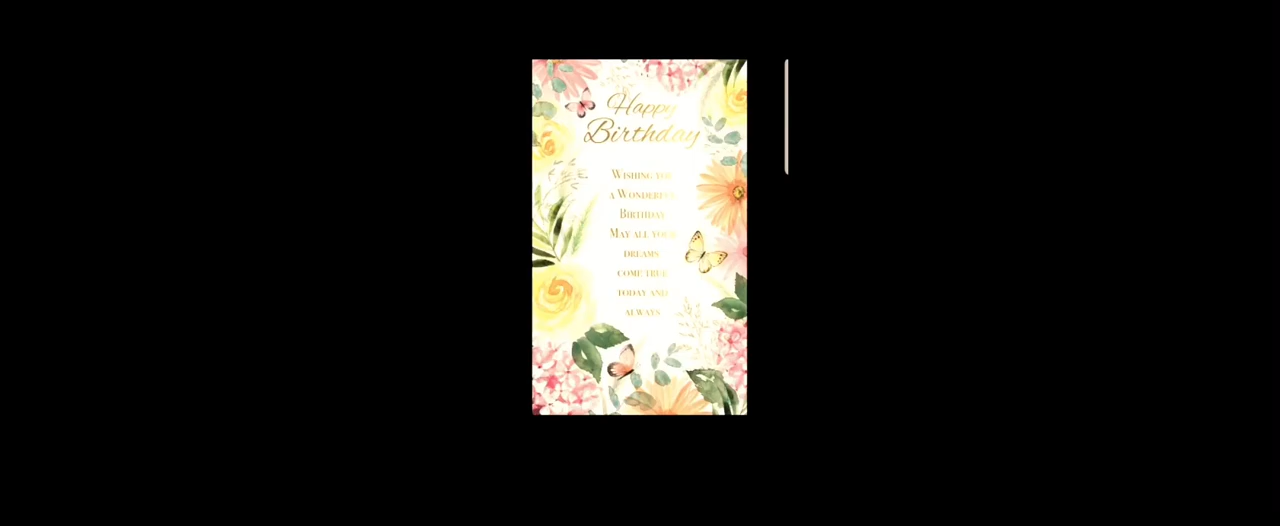 Happy
Birthday
WISHING YOU
A WONDERFUL
BIRTHDAY
MAY ALL YOUR
DREAMS
COME TRUE
TODAY AND
ALWAYS